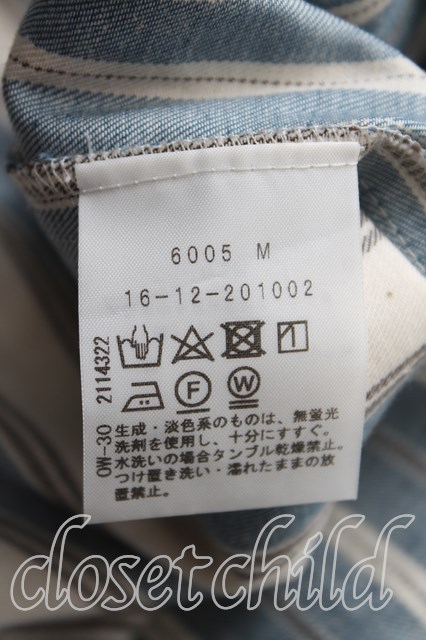 6005 M
16-12-201002
2114322
F
W
OW-30
生成・淡色系のものは、無蛍光
洗剤を使用し、十分にすすぐ。
水洗いの場合タンブル乾燥禁止。
つけ置き洗い・濡れたままの放
置禁止。
closet child